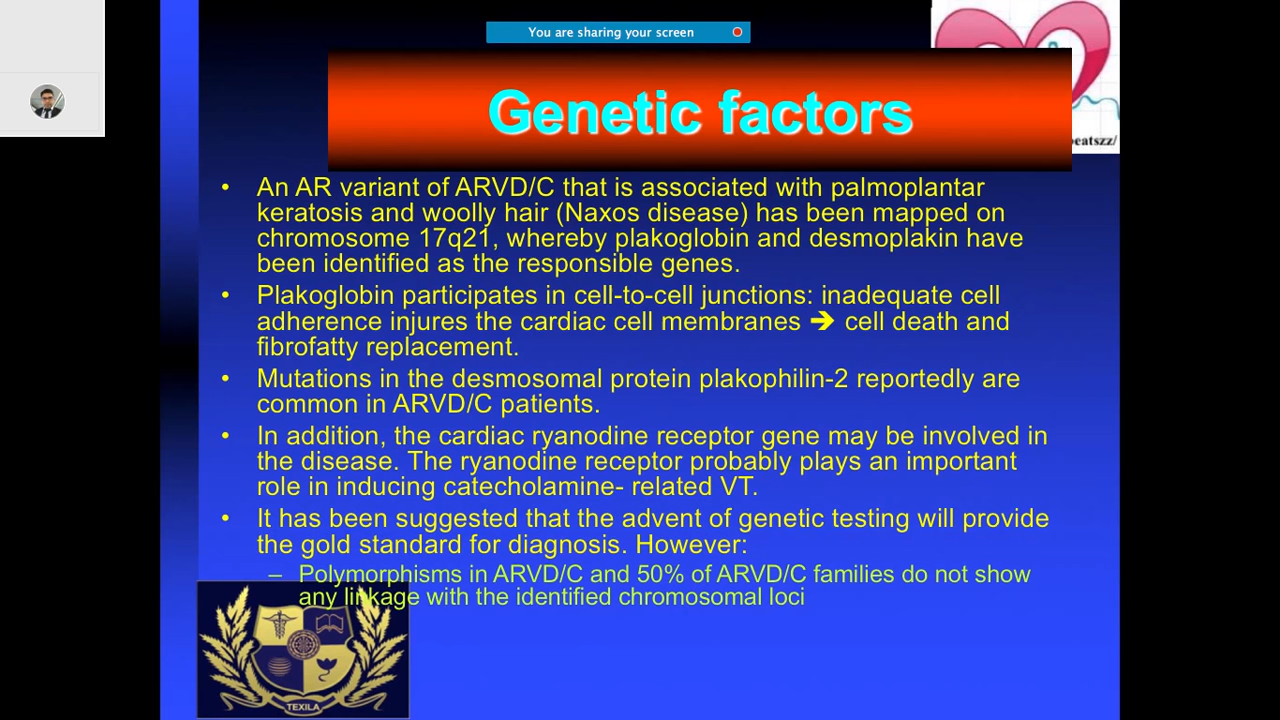 You are sharing your screen
Genetic factors
eatszz/
• An AR variant of ARVD/C that is associated with palmoplantar
keratosis and woolly hair (Naxos disease) has been mapped on
chromosome 17q21, whereby plakoglobin and desmoplakin have
been identified as the responsible genes.
• Plakoglobin participates in cell-to-cell junctions: inadequate cell
adherence injures the cardiac cell membranes ➔ cell death and
fibrofatty replacement.
• Mutations in the desmosomal protein plakophilin-2 reportedly are
common in ARVD/C patients.
• In addition, the cardiac ryanodine receptor gene may be involved in
the disease. The ryanodine receptor probably plays an important
role in inducing catecholamine- related VT.
• It has been suggested that the advent of genetic testing will provide
the gold standard for diagnosis. However:
– Polymorphisms in ARVD/C and 50% of ARVD/C families do not show
any linkage with the identified chromosomal loci
TEXILA